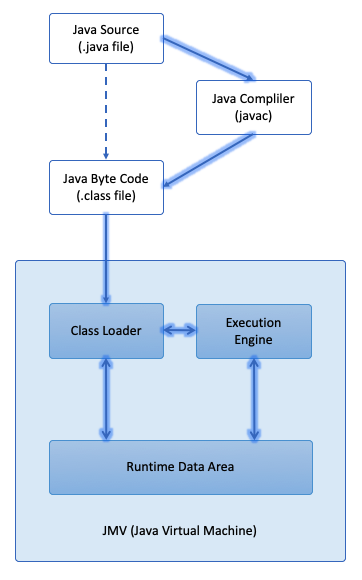 Java Source
(.java file)
Java Compliler
(javac)
Java Byte Code
(.class file)
Class Loader
Execution
Engine
Runtime Data Area
JMV (Java Virtual Machine)